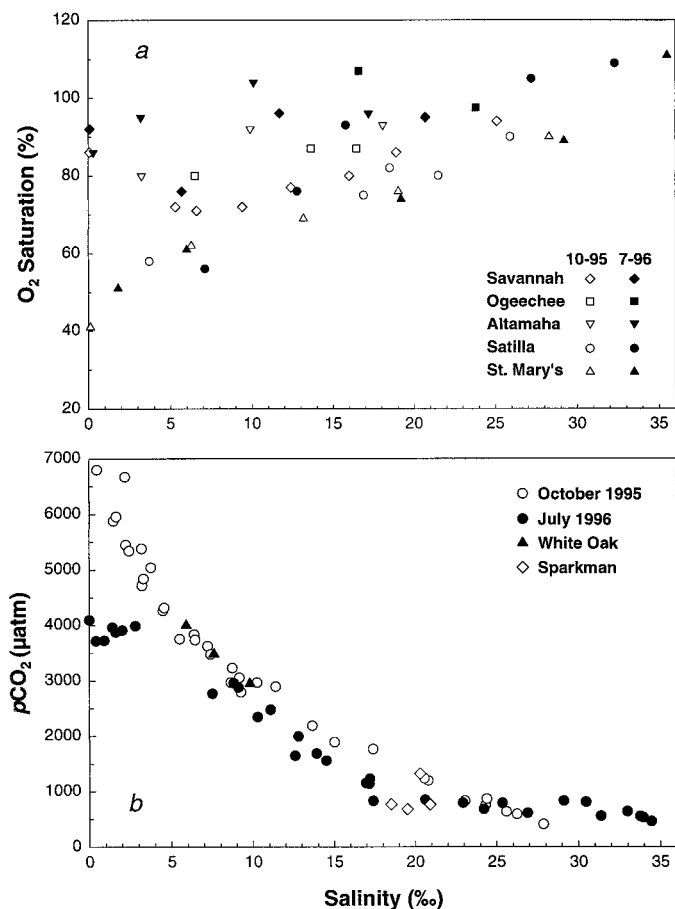 120
a
100
80
60
40
20
O₂ Saturation (%)
10-95 7-96
Savannah
Ogeechee
Altamaha
Satilla
St. Mary's
0 5 10 15 20 25 30 35
7000
6000
5000
4000
3000
2000
1000
0
pCO₂ (µatm)
October 1995
July 1996
White Oak
Sparkman
b
0 5 10 15 20 25 30 35
Salinity (‰)